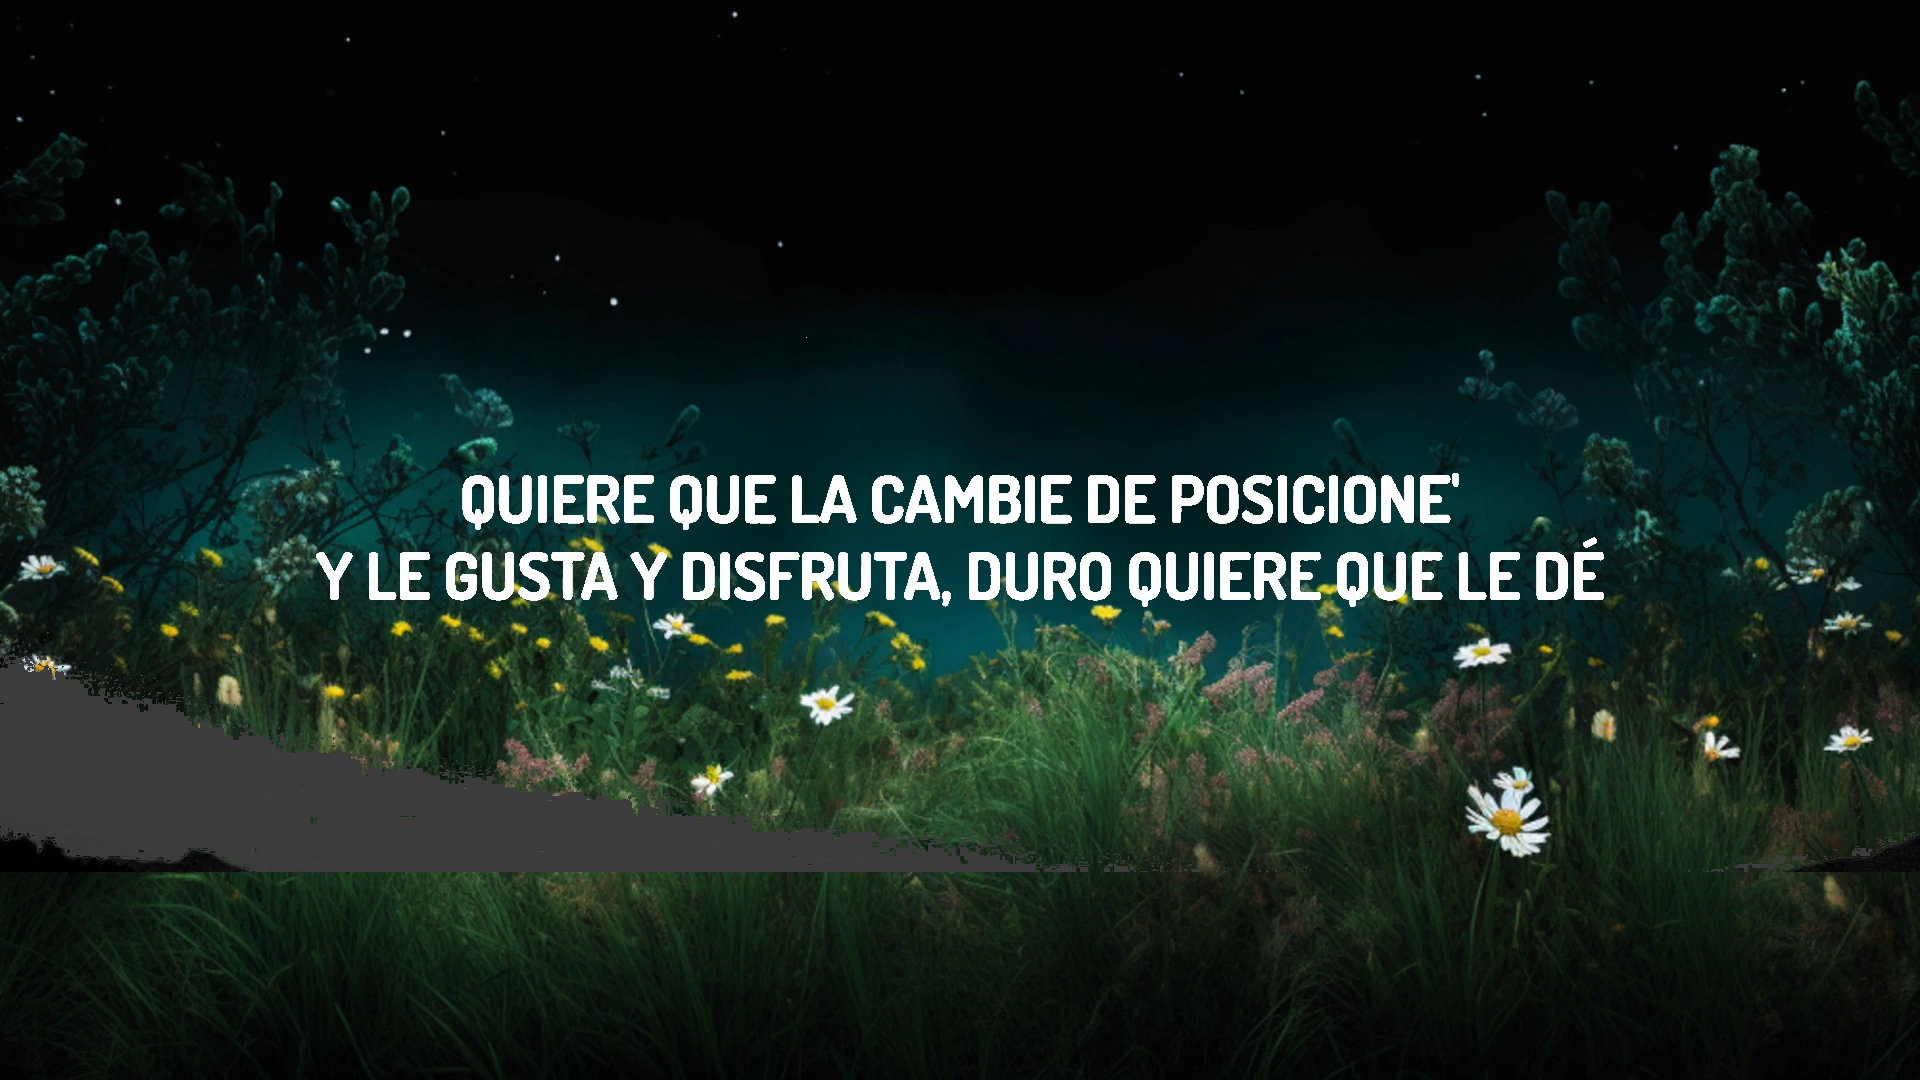 QUIERE QUE LA CAMBIE DE POSICIONE'
Y LE GUSTA Y DISFRUTA, DURO QUIERE QUE LE DÉ